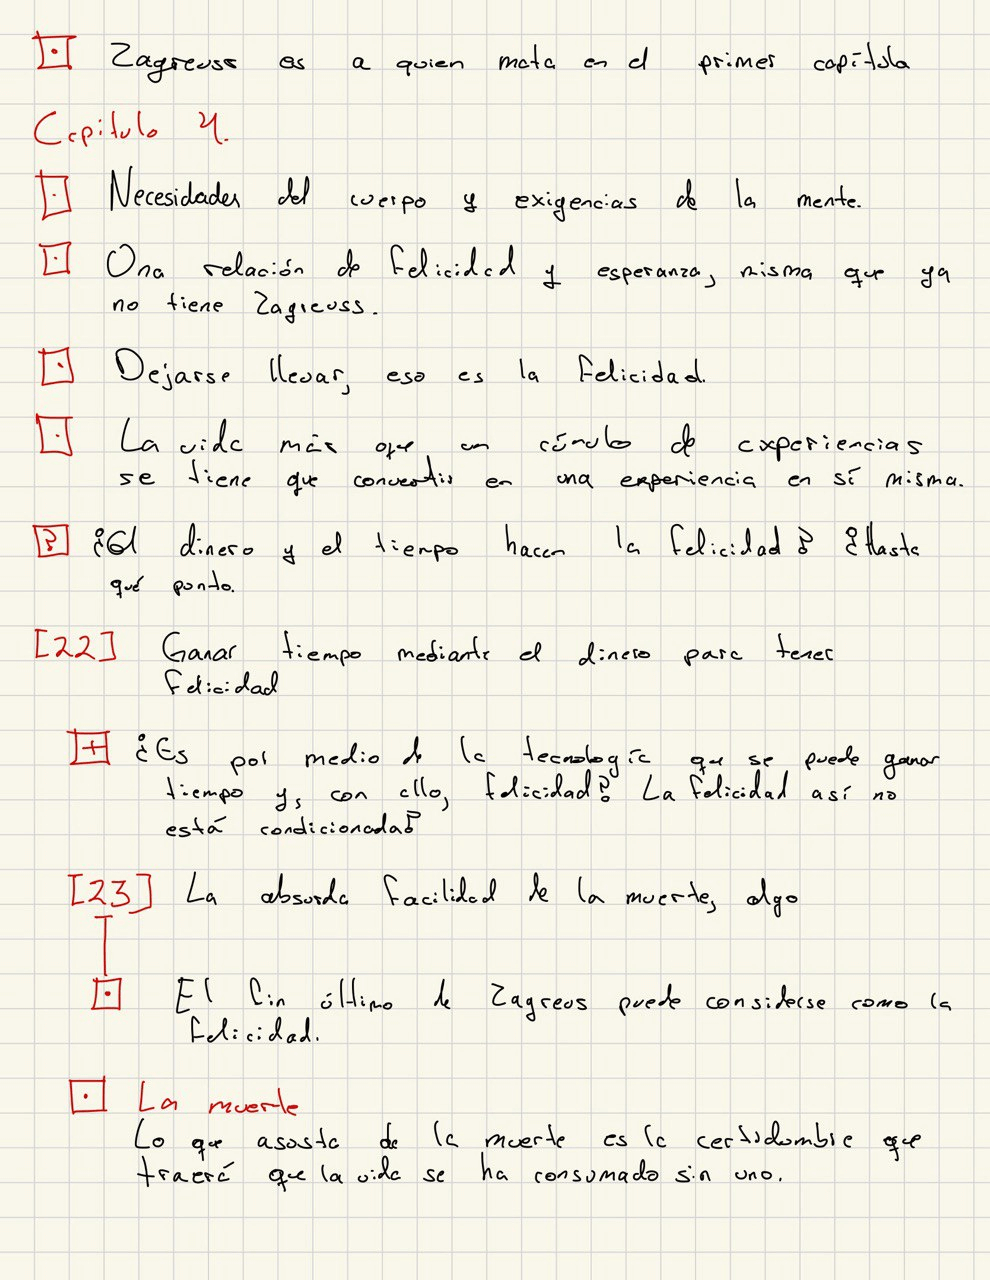 Zagreuss es a quien mata en el primer capítulo
Capitulo 4.
Necesidades del cuerpo y exigencias de la mente.
Una relación de felicidad y esperanza, misma que ya
no tiene Zagreuss.
Dejarse llevar, eso es la felicidad.
La vida más que un cúmulo de experiencias
se tiene que convertir en una experiencia en sí misma.
? ¿El dinero y el tiempo hacen la felicidad? ¿Hasta
qué punto.
[22] Ganar tiempo mediante el dinero para tener
felicidad
+ ¿Es por medio de la tecnología que se puede ganar
tiempo y, con ello, felicidad? La felicidad así no
está condicionada?
[23] La absurda facilidad de la muerte, algo
El fin último de Zagreus puede considerse como la
felicidad.
La muerte
Lo que asusta de la muerte es la certidumbre que
traerá que la vida se ha consumado sin uno.